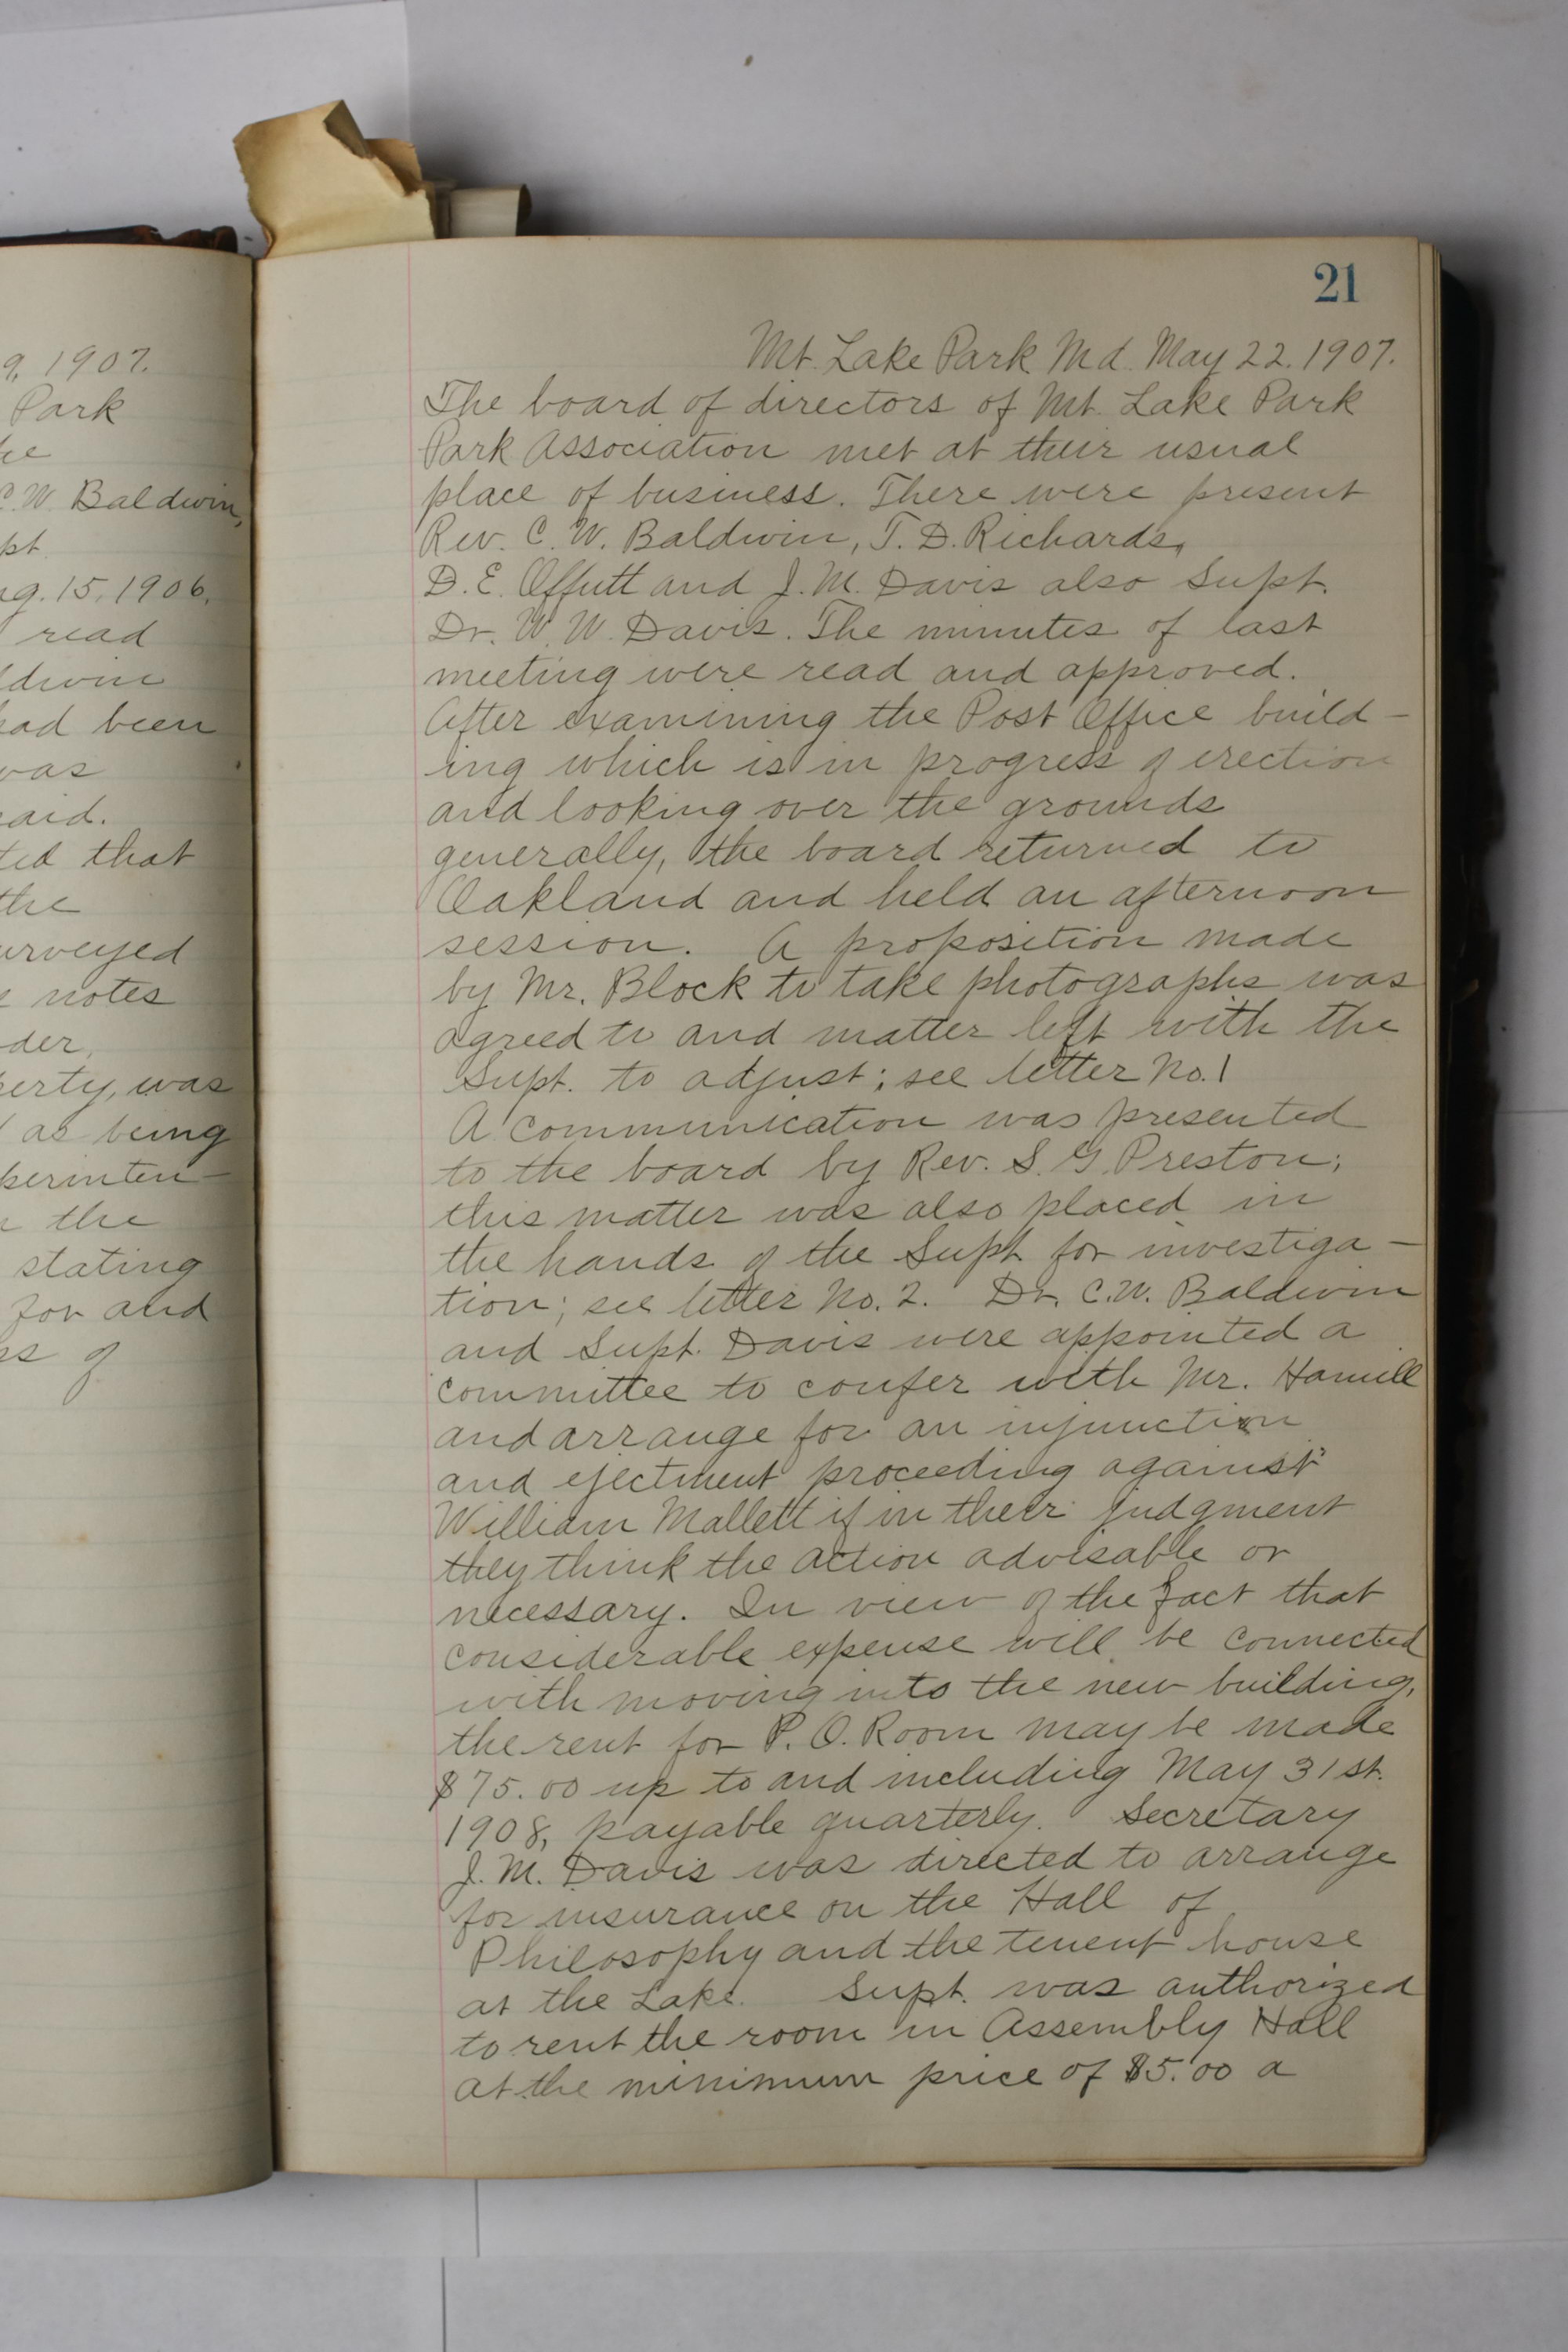 9, 1907.
Park
C. W. Baldwin,
pt.
ug. 15, 1906.
read
ldwin
had been
was
aid.
ted that
the
urveyed
notes
der,
perty, was
as being
perinten-
the
stating
for and
of
21
Mt. Lake Park Md. May 22. 1907.
The board of directors of Mt. Lake Park
Park Association met at their usual
place of business. There were present
Rev. C. W. Baldwin, T. D. Richards,
D. E. Offutt and J. M. Davis also Supt.
Dr. W. W. Davis. The minutes of last
meeting were read and approved.
After examining the Post Office build-
ing which is in progress of erection
and looking over the grounds
generally, the board returned to
Oakland and held an afternoon
session. A proposition made
by Mr. Block to take photographs was
agreed to and matter left with the
Supt. to adjust; see letter No. 1
A communication was presented
to the board by Rev. S. G. Preston;
this matter was also placed in
the hands of the Supt. for investiga-
tion; see letter No. 2. Dr. C. W. Baldwin
and Supt. Davis were appointed a
committee to confer with Mr. Hamill
and arrange for an injunction
and ejectment proceeding against
William Mallett if in their judgment
they think the action advisable or
necessary. In view of the fact that
considerable expense will be connected
with moving into the new building,
the rent for P. O. Room may be made
$75.00 up to and including May 31st.
1908, payable quarterly. Secretary
J. M. Davis was directed to arrange
for insurance on the Hall of
Philosophy and the tenent house
at the Lake. Supt. was authorized
to rent the room in Assembly Hall
at the minimum price of $5.00 a